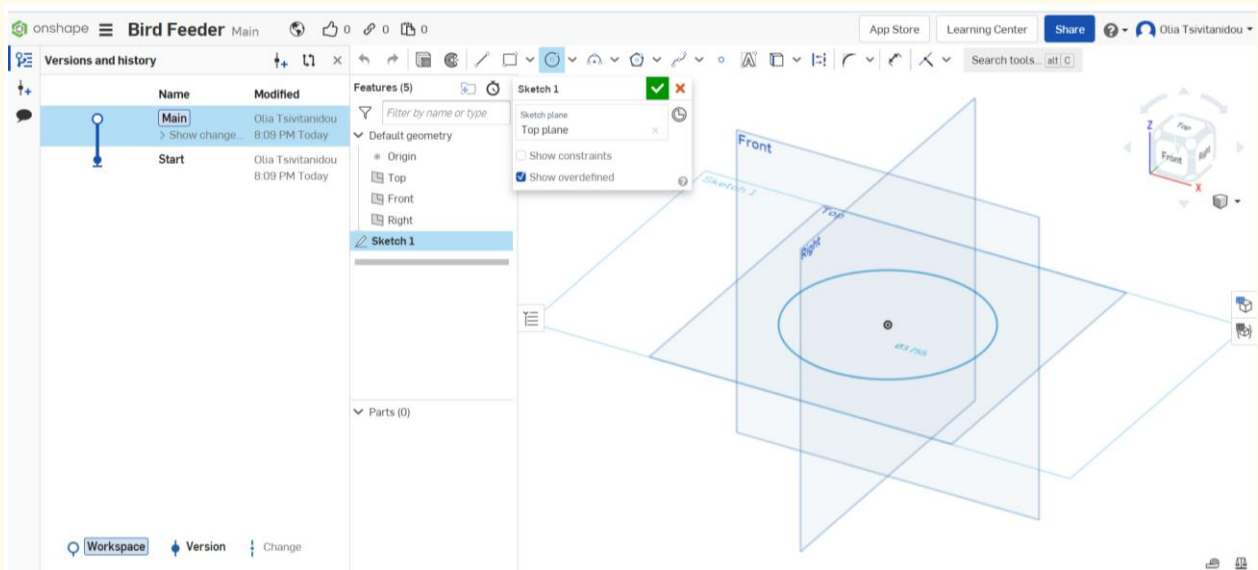 onshape Bird Feeder Main 0 0 0 App Store Learning Center Share Olia Tsivitanidou
Versions and history Search tools... alt C
Name Modified
Main Olia Tsivitanidou
> Show change... 8:09 PM Today
Start Olia Tsivitanidou
8:09 PM Today
Workspace Version Change
Features (5)
Filter by name or type
Default geometry
Origin
Top
Front
Right
Sketch 1
Parts (0)
Sketch 1
Sketch plane
Top plane
Show constraints
Show overdefined
Front
Sketch 1
Top
Right
Ø3.255
Z
Top
Front
Right
X